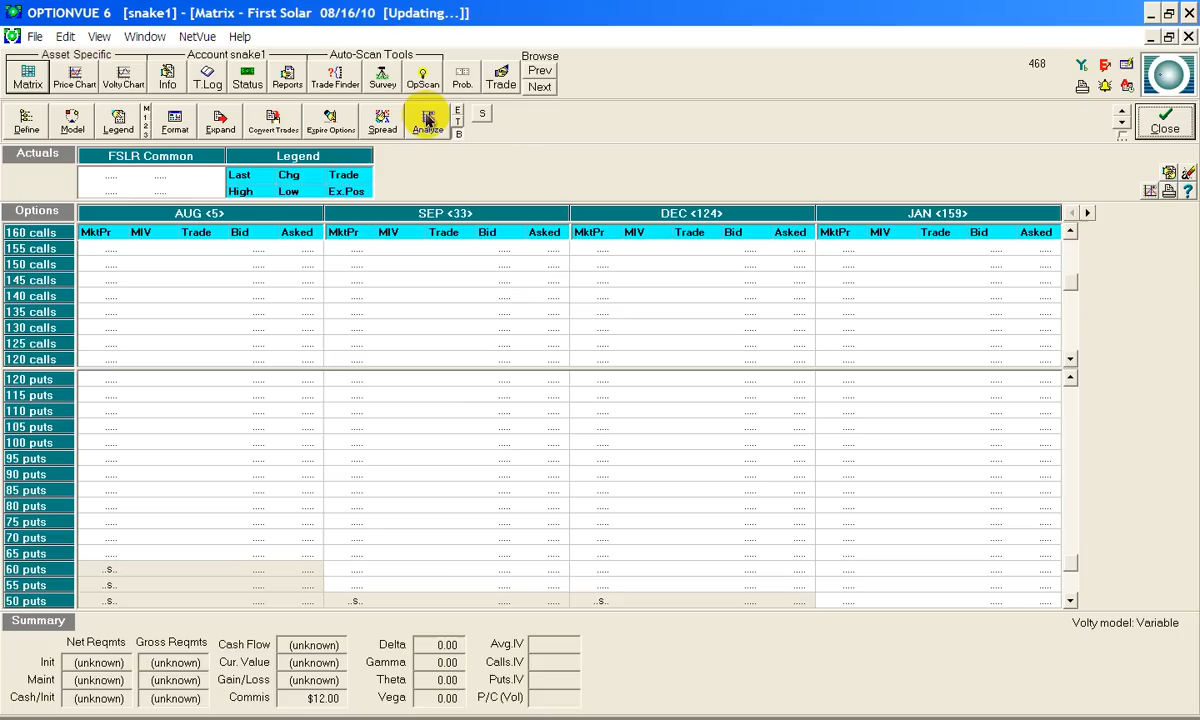 OPTIONVUE 6 [snake1] - [Matrix - First Solar 08/16/10 [Updating...]]
File Edit View Window NetVue Help
Asset Specific Account snake1 Auto-Scan Tools Browse
Matrix Price Chart Volty Chart Info T.Log Status Reports Trade Finder Survey OpScan Prob. Trade Prev Next
468
Define Model Legend M 1 2 3 Format Expand Convert Trades Expire Options Spread Analyze E T B S
Close
Actuals FSLR Common Legend
..... ..... Last Chg Trade
..... ..... High Low Ex.Pos
Options AUG <5> SEP <33> DEC <124> JAN <159>
160 calls MktPr MIV Trade Bid Asked MktPr MIV Trade Bid Asked MktPr MIV Trade Bid Asked MktPr MIV Trade Bid Asked
155 calls ..... ..... ..... ..... ..... ..... ..... ..... ..... ..... ..... .....
150 calls ..... ..... ..... ..... ..... ..... ..... ..... ..... ..... ..... .....
145 calls ..... ..... ..... ..... ..... ..... ..... ..... ..... ..... ..... .....
140 calls ..... ..... ..... ..... ..... ..... ..... ..... ..... ..... ..... .....
135 calls ..... ..... ..... ..... ..... ..... ..... ..... ..... ..... ..... .....
130 calls ..... ..... ..... ..... ..... ..... ..... ..... ..... ..... ..... .....
125 calls ..... ..... ..... ..... ..... ..... ..... ..... ..... ..... ..... .....
120 calls ..... ..... ..... ..... ..... ..... ..... ..... ..... ..... ..... .....
120 puts ..... ..... ..... ..... ..... ..... ..... ..... ..... ..... ..... .....
115 puts ..... ..... ..... ..... ..... ..... ..... ..... ..... ..... ..... .....
110 puts ..... ..... ..... ..... ..... ..... ..... ..... ..... ..... ..... .....
105 puts ..... ..... ..... ..... ..... ..... ..... ..... ..... ..... ..... .....
100 puts ..... ..... ..... ..... ..... ..... ..... ..... ..... ..... ..... .....
95 puts ..... ..... ..... ..... ..... ..... ..... ..... ..... ..... ..... .....
90 puts ..... ..... ..... ..... ..... ..... ..... ..... ..... ..... ..... .....
85 puts ..... ..... ..... ..... ..... ..... ..... ..... ..... ..... ..... .....
80 puts ..... ..... ..... ..... ..... ..... ..... ..... ..... ..... ..... .....
75 puts ..... ..... ..... ..... ..... ..... ..... ..... ..... ..... ..... .....
70 puts ..... ..... ..... ..... ..... ..... ..... ..... ..... ..... ..... .....
65 puts ..... ..... ..... ..... ..... ..... ..... ..... ..... ..... ..... .....
60 puts ..s.. ..... ..... ..... ..... ..... ..... ..... ..... ..... ..... .....
55 puts ..s.. ..... ..... ..... ..... ..... ..... ..... ..... ..... ..... .....
50 puts ..s.. ..... ..... ..s.. ..... ..... ..s.. ..... ..... ..... ..... .....
Summary Volty model: Variable
Net Reqmts Gross Reqmts Cash Flow (unknown) Delta 0.00 Avg.IV
Init (unknown) (unknown) Cur. Value (unknown) Gamma 0.00 Calls.IV
Maint (unknown) (unknown) Gain/Loss (unknown) Theta 0.00 Puts.IV
Cash/Init (unknown) (unknown) Commis $12.00 Vega 0.00 P/C (Vol)